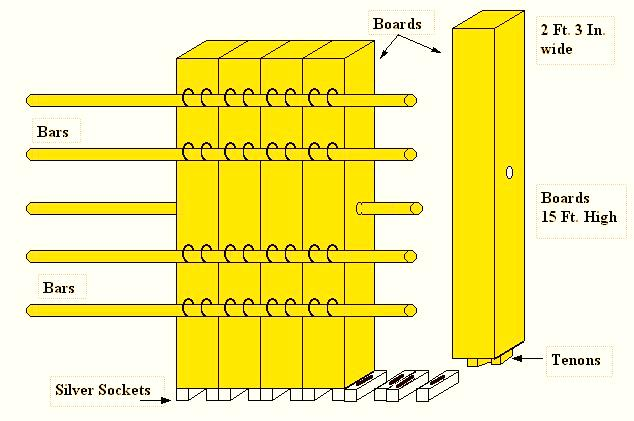 Boards
2 Ft. 3 In.
wide
Bars
Boards
15 Ft. High
Bars
Tenons
Silver Sockets